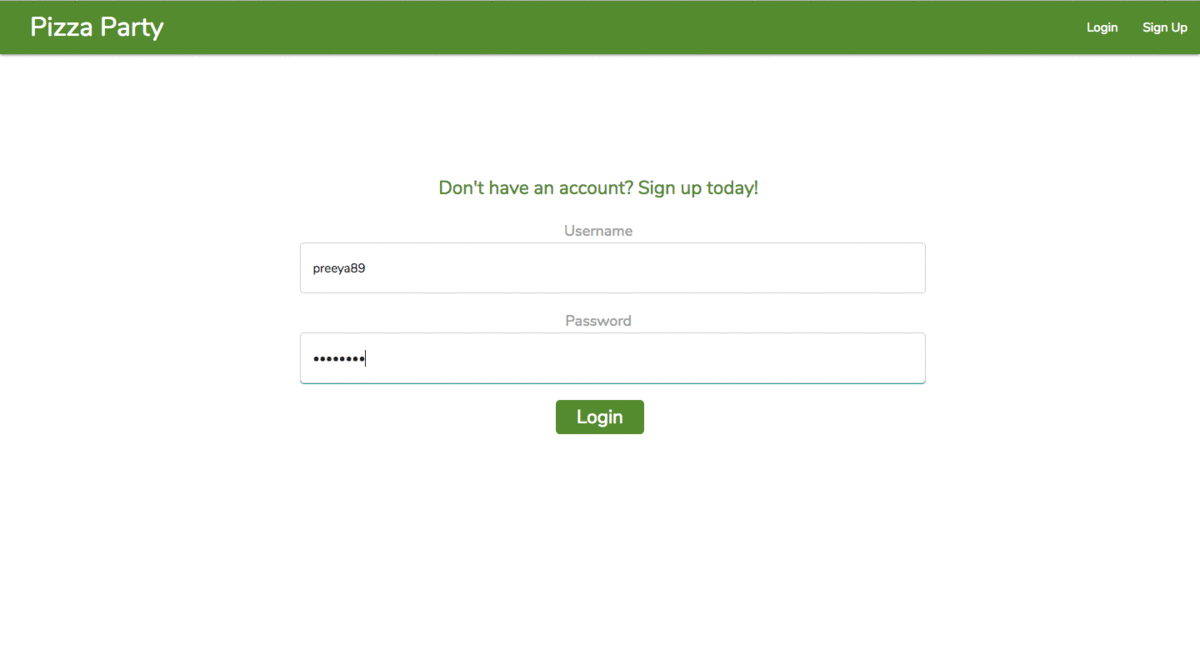 Pizza Party
Login Sign Up
Don't have an account? Sign up today!
Username
preeya89
Password
••••••••
Login